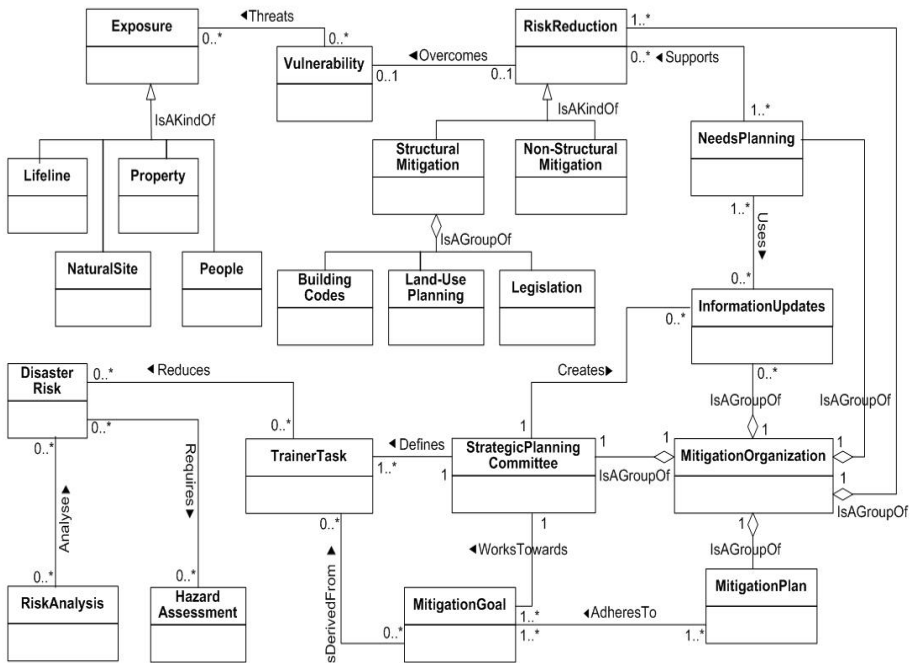 Exposure
◄Threats
0..*
0..*
Vulnerability
◄Overcomes
0..1
0..1
RiskReduction
1..*
0..*
◄Supports
1..*
NeedsPlanning
IsAKindOf
IsAKindOf
Lifeline
Property
NaturalSite
People
Structural
Mitigation
Non-Structural
Mitigation
IsAGroupOf
Building
Codes
Land-Use
Planning
Legislation
1..*
Uses►
0..*
InformationUpdates
0..*
0..*
Creates►
IsAGroupOf
IsAGroupOf
Disaster
Risk
0..*
◄Reduces
0..*
0..*
0..*
TrainerTask
◄Defines
1..*
1
1
StrategicPlanning
Committee
1
1
IsAGroupOf
1
MitigationOrganization
1
1
IsAGroupOf
1
IsAGroupOf
Analyse►
Requires►
0..*
0..*
RiskAnalysis
Hazard
Assessment
0..*
sDerivedFrom ►
0..*
◄WorksTowards
MitigationGoal
1..*
1..*
◄AdheresTo
1..*
MitigationPlan